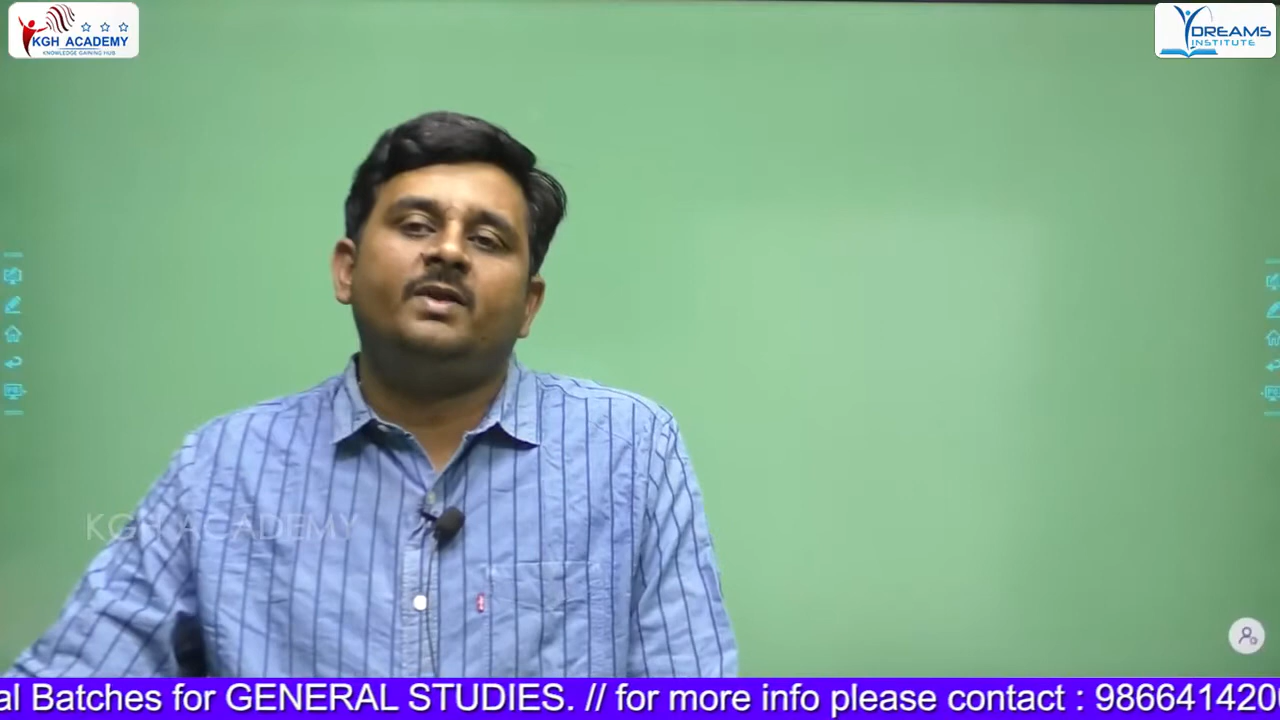 KGH ACADEMY
KNOWLEDGE GAINING HUB
DREAMS
INSTITUTE
KGH ACADEMY
al Batches for GENERAL STUDIES. // for more info please contact : 986641420